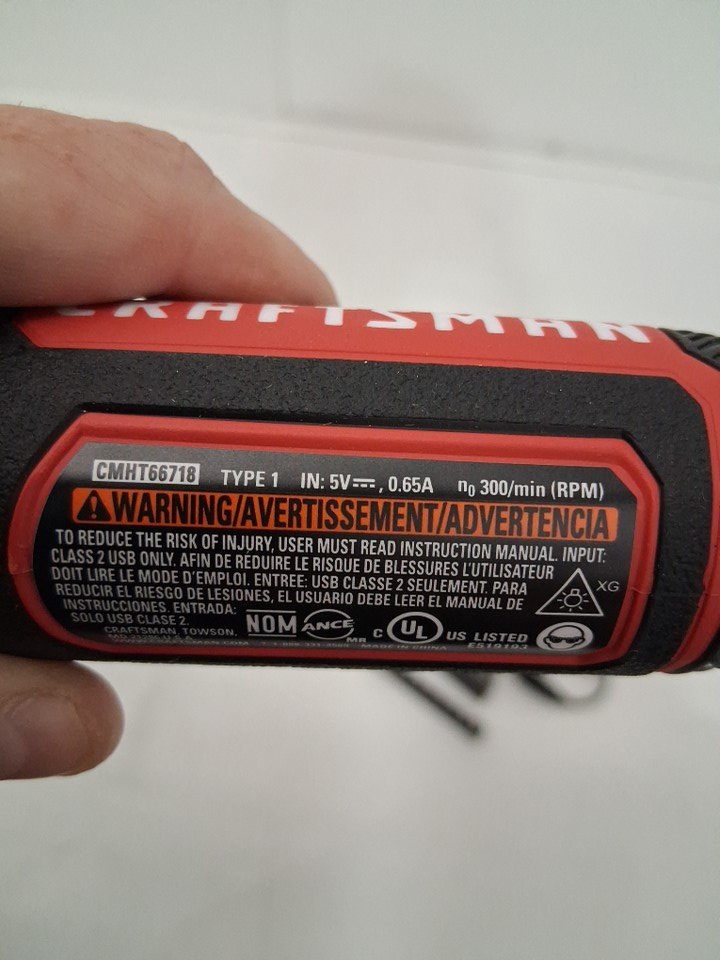 CRAFTSMAN
CMHT66718 TYPE 1 IN: 5V⎓, 0.65A n₀ 300/min (RPM)
WARNING/AVERTISSEMENT/ADVERTENCIA
TO REDUCE THE RISK OF INJURY, USER MUST READ INSTRUCTION MANUAL. INPUT:
CLASS 2 USB ONLY. AFIN DE REDUIRE LE RISQUE DE BLESSURES L'UTILISATEUR
DOIT LIRE LE MODE D'EMPLOI. ENTREE: USB CLASSE 2 SEULEMENT. PARA
REDUCIR EL RIESGO DE LESIONES, EL USUARIO DEBE LEER EL MANUAL DE
INSTRUCCIONES. ENTRADA:
SOLO USB CLASE 2.
XG
NOM ANCE MR C UL US LISTED
E519193
CRAFTSMAN, TOWSON,
MADE IN CHINA